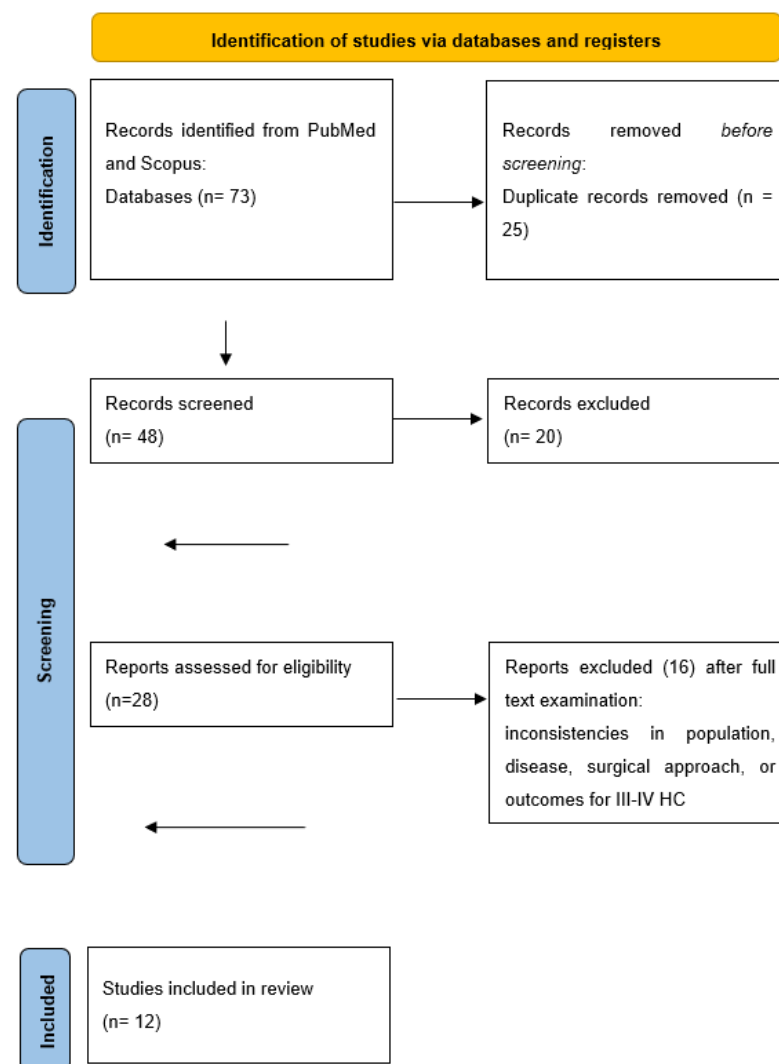 Identification of studies via databases and registers
Identification
Records identified from PubMed
and Scopus:
Databases (n= 73)
Records removed before
screening:
Duplicate records removed (n =
25)
Screening
Records screened
(n= 48)
Records excluded
(n= 20)
Reports assessed for eligibility
(n=28)
Reports excluded (16) after full
text examination:
inconsistencies in population,
disease, surgical approach, or
outcomes for III-IV HC
Included
Studies included in review
(n= 12)